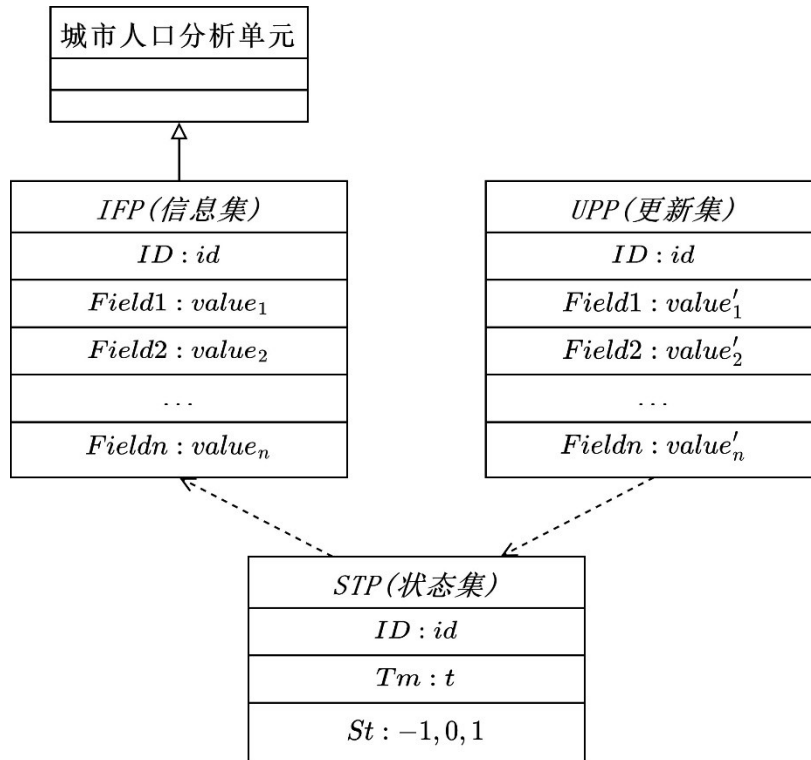 城市人口分析单元
IFP(信息集)
ID : id
Field1 : value₁
Field2 : value₂
...
Fieldn : valueₙ
UPP(更新集)
ID : id
Field1 : value′₁
Field2 : value′₂
...
Fieldn : value′ₙ
STP(状态集)
ID : id
Tm : t
St : −1, 0, 1